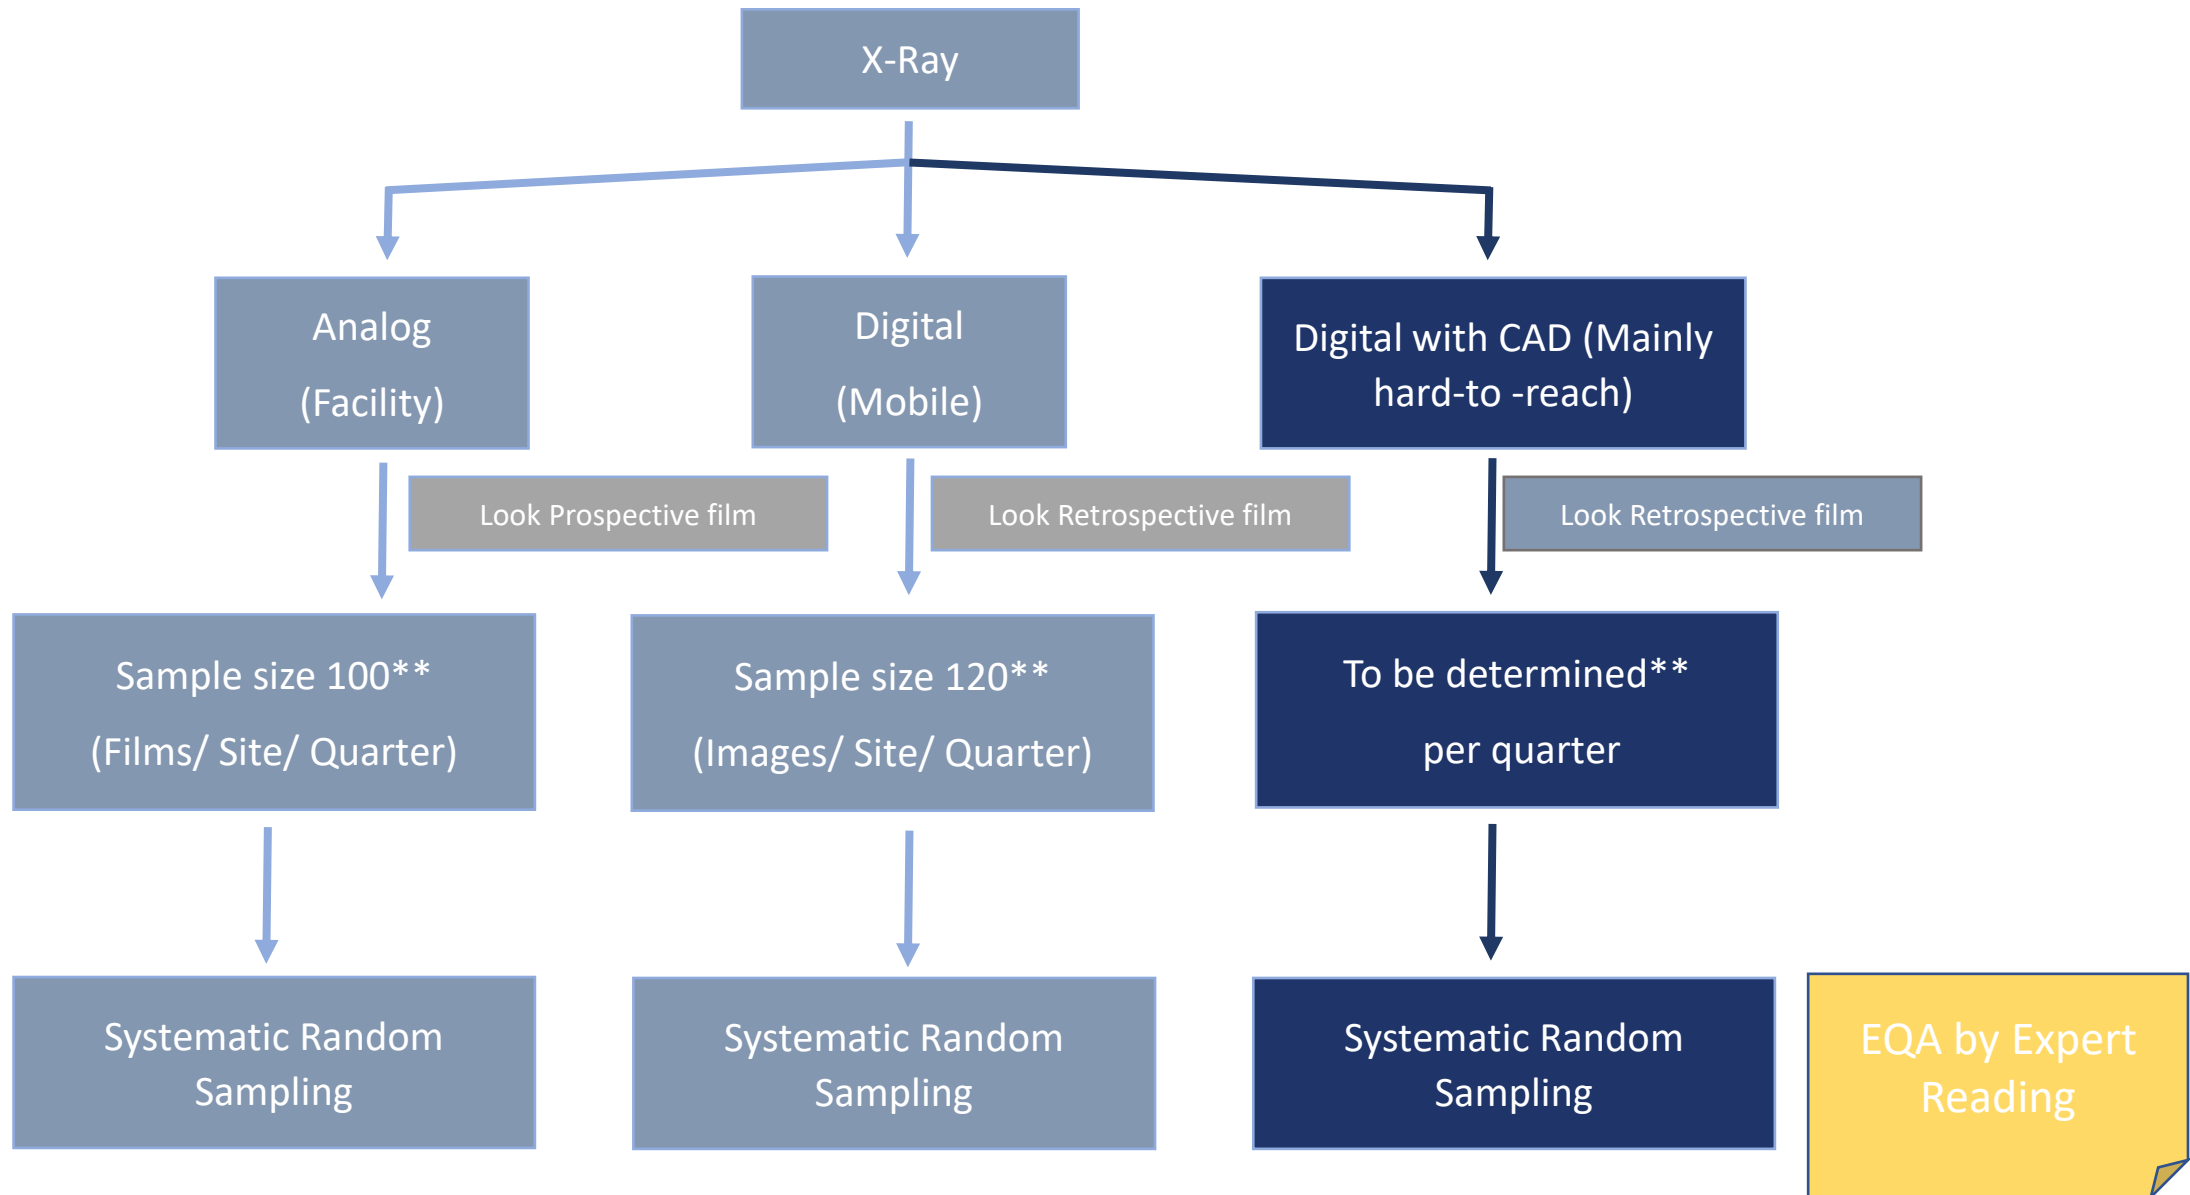 X-Ray
Analog
(Facility)
Digital
(Mobile)
Digital with CAD (Mainly
hard-to -reach)
Look Prospective film
Look Retrospective film
Look Retrospective film
Sample size 100**
(Films/ Site/ Quarter)
Sample size 120**
(Images/ Site/ Quarter)
To be determined**
per quarter
Systematic Random
Sampling
Systematic Random
Sampling
Systematic Random
Sampling
EQA by Expert
Reading